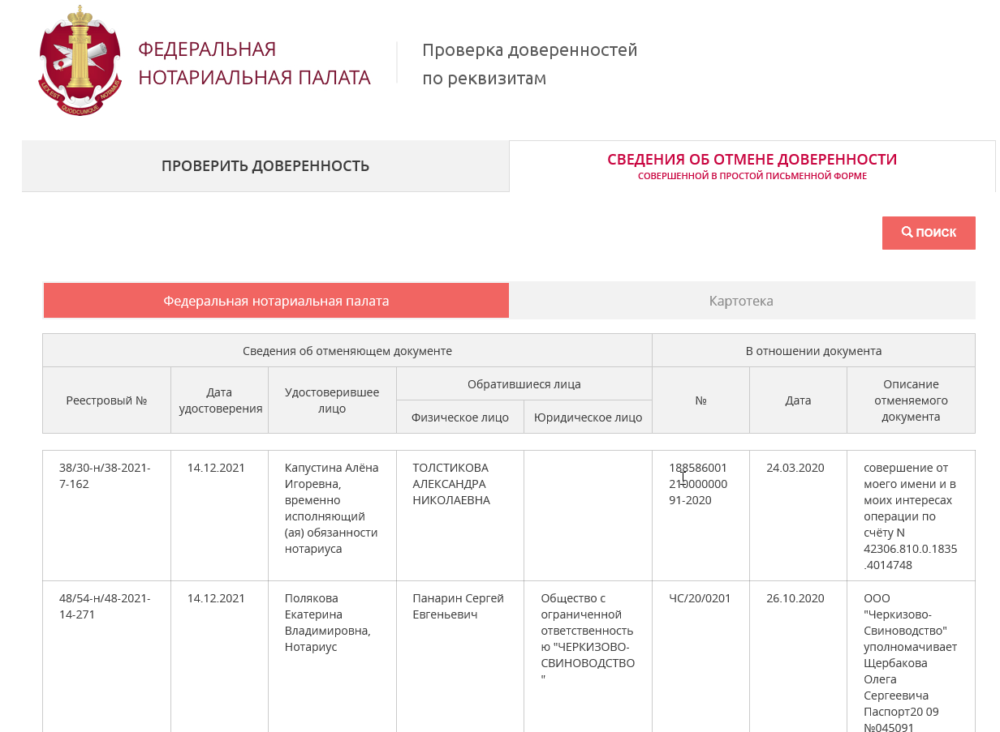 LEX EST QUODCUMQUE NOTAMUS
ФЕДЕРАЛЬНАЯ
НОТАРИАЛЬНАЯ ПАЛАТА
Проверка доверенностей
по реквизитам
ПРОВЕРИТЬ ДОВЕРЕННОСТЬ
СВЕДЕНИЯ ОБ ОТМЕНЕ ДОВЕРЕННОСТИ
СОВЕРШЕННОЙ В ПРОСТОЙ ПИСЬМЕННОЙ ФОРМЕ
ПОИСК
Федеральная нотариальная палата
Картотека
Сведения об отменяющем документе
В отношении документа
Реестровый №
Дата
удостоверения
Удостоверившее
лицо
Обратившиеся лица
Физическое лицо
Юридическое лицо
№
Дата
Описание
отменяемого
документа
38/30-н/38-2021-
7-162
14.12.2021
Капустина Алёна
Игоревна,
временно
исполняющий
(ая) обязанности
нотариуса
ТОЛСТИКОВА
АЛЕКСАНДРА
НИКОЛАЕВНА
188586001
210000000
91-2020
24.03.2020
совершение от
моего имени и в
моих интересах
операции по
счёту N
42306.810.0.1835
.4014748
48/54-н/48-2021-
14-271
14.12.2021
Полякова
Екатерина
Владимировна,
Нотариус
Панарин Сергей
Евгеньевич
Общество с
ограниченной
ответственность
ю "ЧЕРКИЗОВО-
СВИНОВОДСТВО
"
ЧС/20/0201
26.10.2020
ООО
"Черкизово-
Свиноводство"
уполномачивает
Щербакова
Олега
Сергеевича
Паспорт20 09
№045091